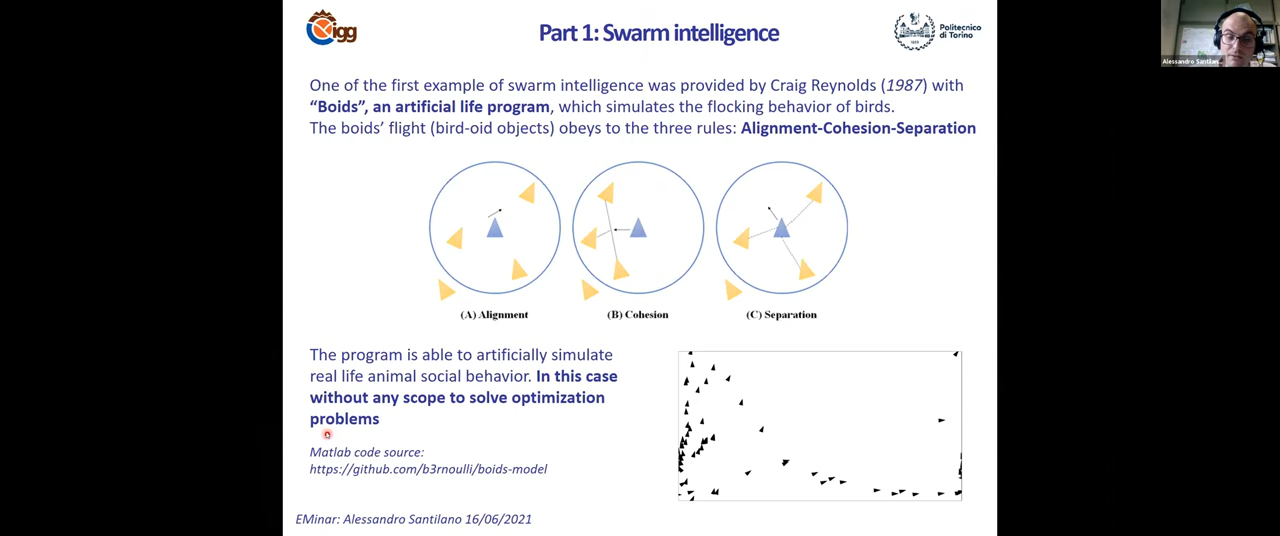 igg
Part 1: Swarm intelligence
Politecnico
di Torino
Alessandro Santilan...
One of the first example of swarm intelligence was provided by Craig Reynolds (1987) with
“Boids”, an artificial life program, which simulates the flocking behavior of birds.
The boids’ flight (bird-oid objects) obeys to the three rules: Alignment-Cohesion-Separation
(A) Alignment
(B) Cohesion
(C) Separation
The program is able to artificially simulate
real life animal social behavior. In this case
without any scope to solve optimization
problems
Matlab code source:
https://github.com/b3rnoulli/boids-model
EMinar: Alessandro Santilano 16/06/2021